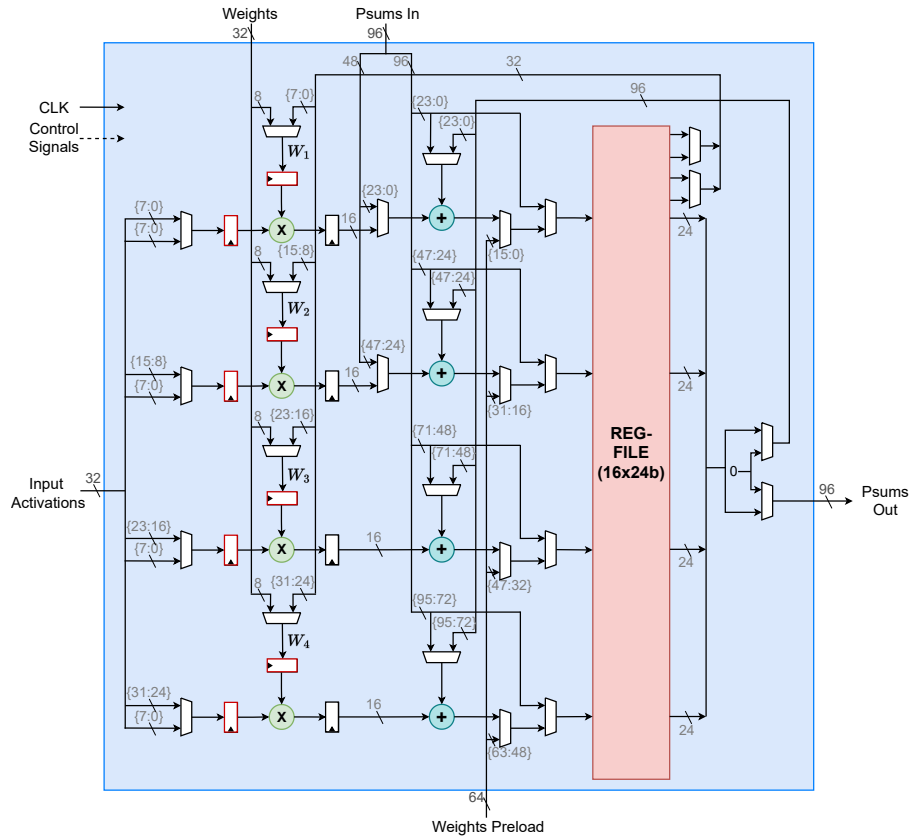 Weights
Psums In
32
96
48
96
32
96
8
{7:0}
{23:0}
{23:0}
CLK
Control
Signals
W1
{7:0}
{7:0}
X
16
{23:0}
+
{15:0}
24
8
{15:8}
{47:24}
{47:24}
W2
{15:8}
{7:0}
X
16
{47:24}
+
{31:16}
24
8
{23:16}
{71:48}
{71:48}
REG-
FILE
(16x24b)
0
W3
32
Input
Activations
96
Psums
Out
{23:16}
{7:0}
X
16
+
{47:32}
24
8
{31:24}
{95:72}
{95:72}
W4
{31:24}
{7:0}
X
16
+
{63:48}
24
64
Weights Preload